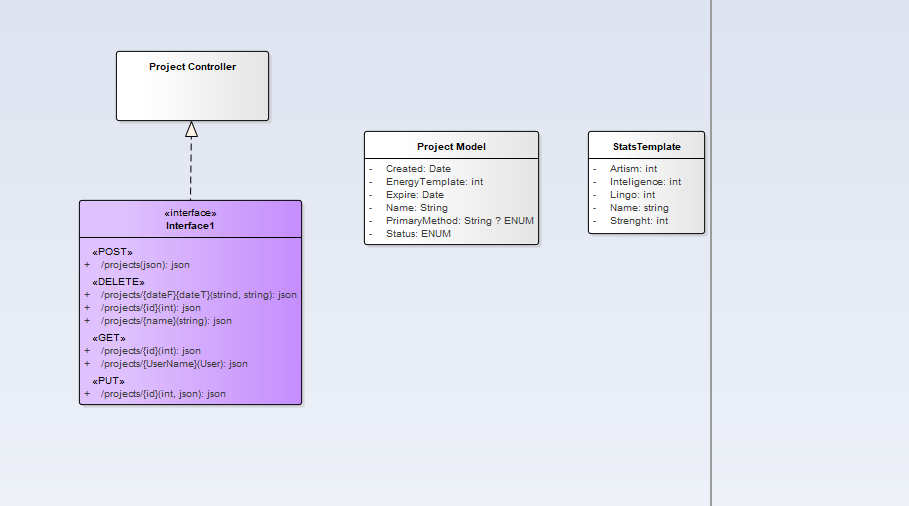 Project Controller
«interface»
Interface1
«POST»
+ /projects(json): json
«DELETE»
+ /projects/{dateF}{dateT}(strind, string): json
+ /projects/{id}(int): json
+ /projects/{name}(string): json
«GET»
+ /projects/{id}(int): json
+ /projects/{UserName}(User): json
«PUT»
+ /projects/{id}(int, json): json
Project Model
- Created: Date
- EnergyTemplate: int
- Expire: Date
- Name: String
- PrimaryMethod: String ? ENUM
- Status: ENUM
StatsTemplate
- Artism: int
- Inteligence: int
- Lingo: int
- Name: string
- Strenght: int